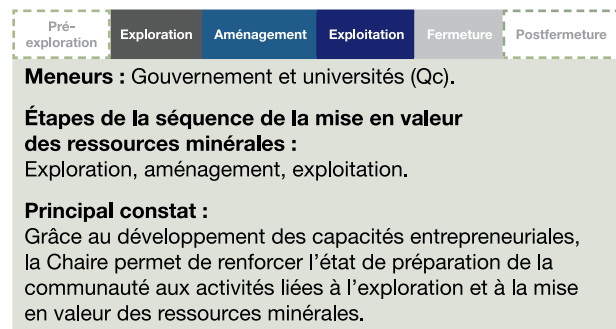 Pré-
exploration
Exploration
Aménagement
Exploitation
Fermeture
Postfermeture
Meneurs : Gouvernement et universités (Qc).
Étapes de la séquence de la mise en valeur
des ressources minérales :
Exploration, aménagement, exploitation.
Principal constat :
Grâce au développement des capacités entrepreneuriales,
la Chaire permet de renforcer l’état de préparation de la
communauté aux activités liées à l’exploration et à la mise
en valeur des ressources minérales.